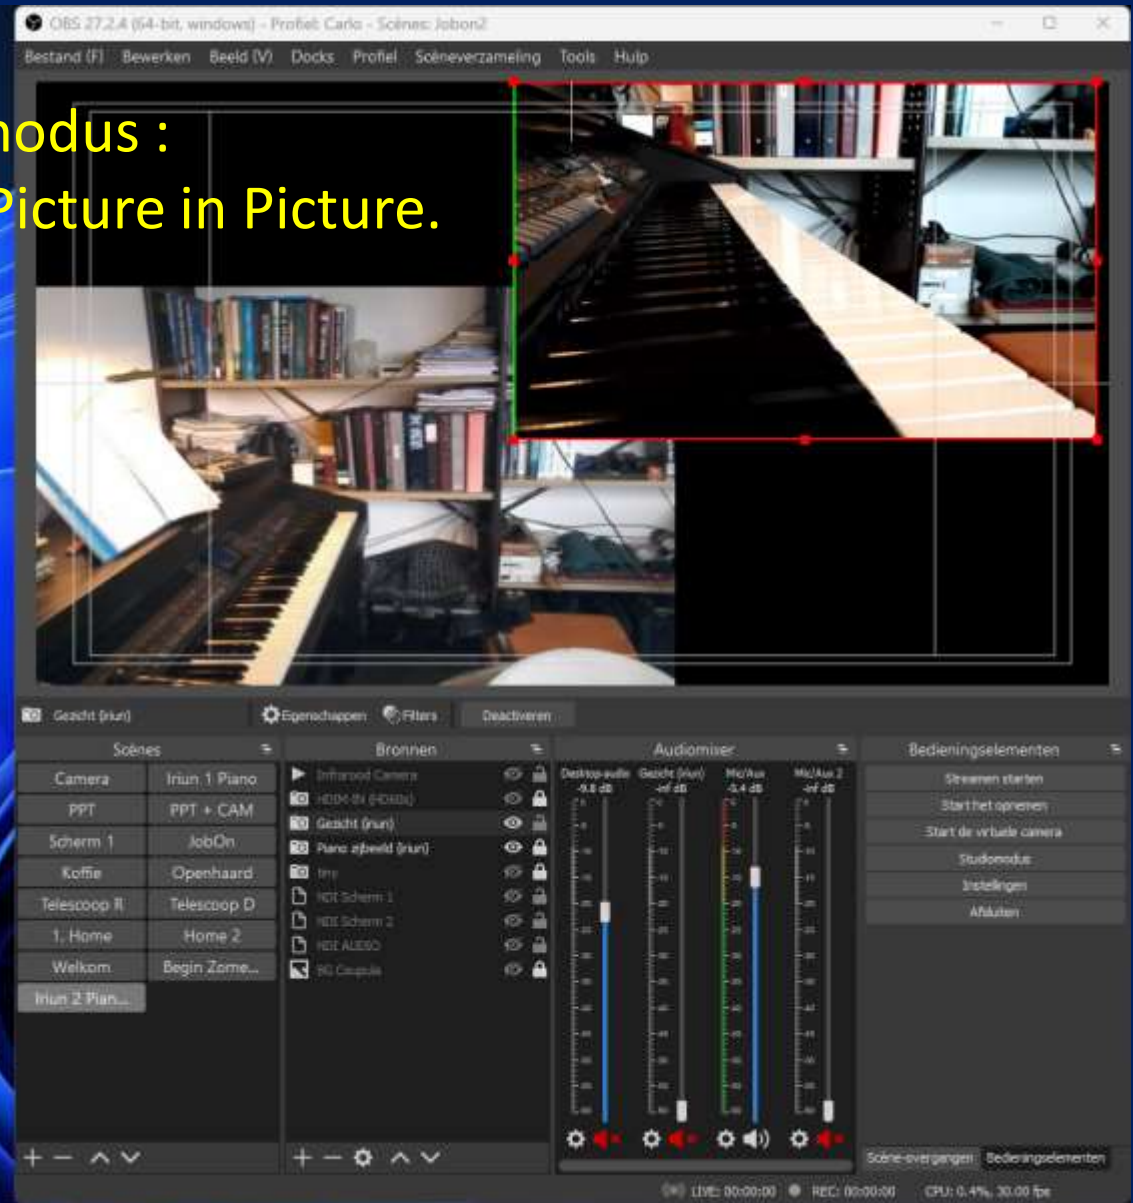 OBS 27.2.4 (64-bit, windows) - Profiel: Carlo - Scènes: Jobon2
Bestand (F) Bewerken Beeld (V) Docks Profiel Scèneverzameling Tools Hulp
modus :
Picture in Picture.
Gezicht (iriun) Eigenschappen Filters Deactiveren
Scènes
Camera Iriun 1 Piano
PPT PPT + CAM
Scherm 1 JobOn
Koffie Openhaard
Telescoop R Telescoop D
1. Home Home 2
Welkom Begin Zome...
Iriun 2 Pian...
Bronnen
Infrarood Camera
HDIM-IN (HD60s)
Gezicht (iriun)
Piano zijbeeld (iriun)
tiny
NDI Scherm 1
NDI Scherm 2
NDI AUDIO
BG Coupula
Audiomixer
Desktop-audio Gezicht (iriun) Mic/Aux Mic/Aux 2
-9.8 dB -inf dB -5.4 dB -inf dB
Bedieningselementen
Streamen starten
Start het opnemen
Start de virtuele camera
Studiomodus
Instellingen
Afsluiten
Scène-overgangen Bedieningselementen
LIVE: 00:00:00 REC: 00:00:00 CPU: 0.4%, 30.00 fps